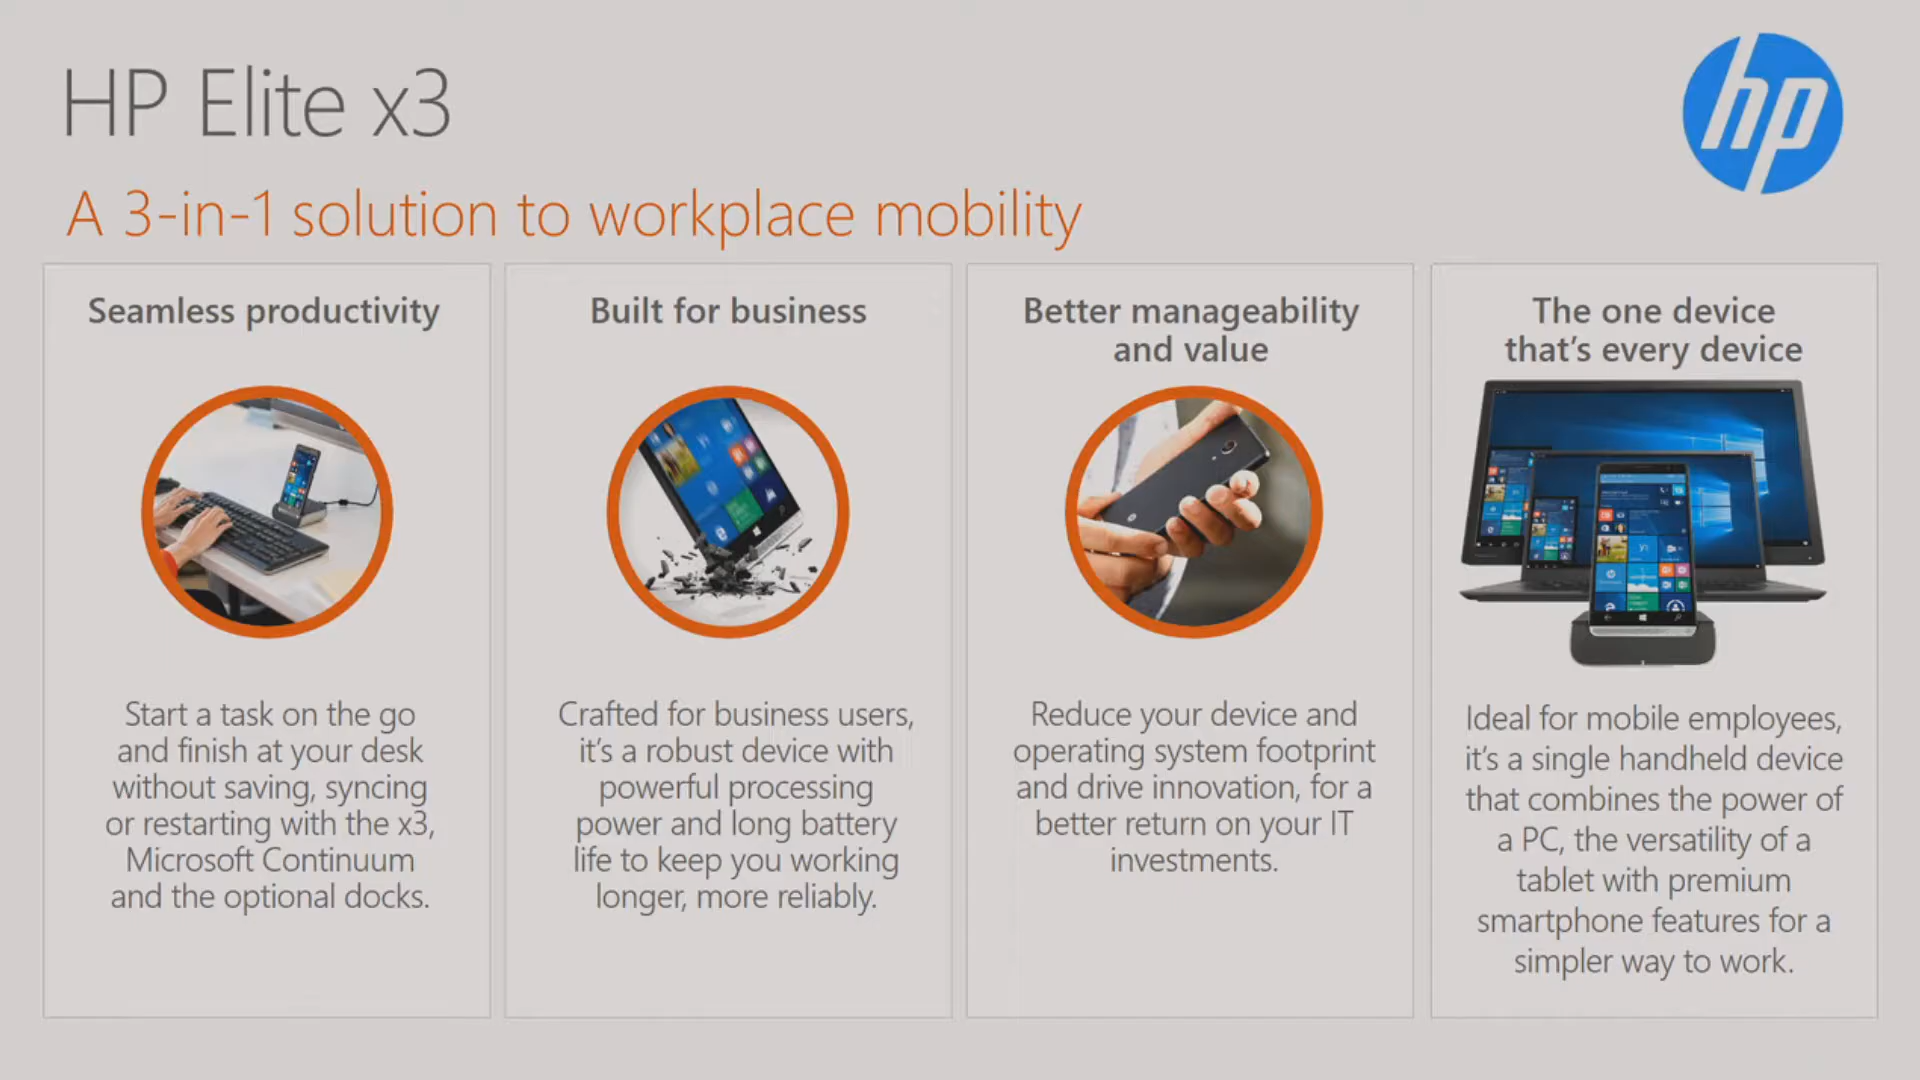 HP Elite x3
hp
A 3-in-1 solution to workplace mobility
Seamless productivity
Start a task on the go
and finish at your desk
without saving, syncing
or restarting with the x3,
Microsoft Continuum
and the optional docks.
Built for business
Crafted for business users,
it's a robust device with
powerful processing
power and long battery
life to keep you working
longer, more reliably.
Better manageability
and value
Reduce your device and
operating system footprint
and drive innovation, for a
better return on your IT
investments.
The one device
that's every device
Ideal for mobile employees,
it's a single handheld device
that combines the power of
a PC, the versatility of a
tablet with premium
smartphone features for a
simpler way to work.